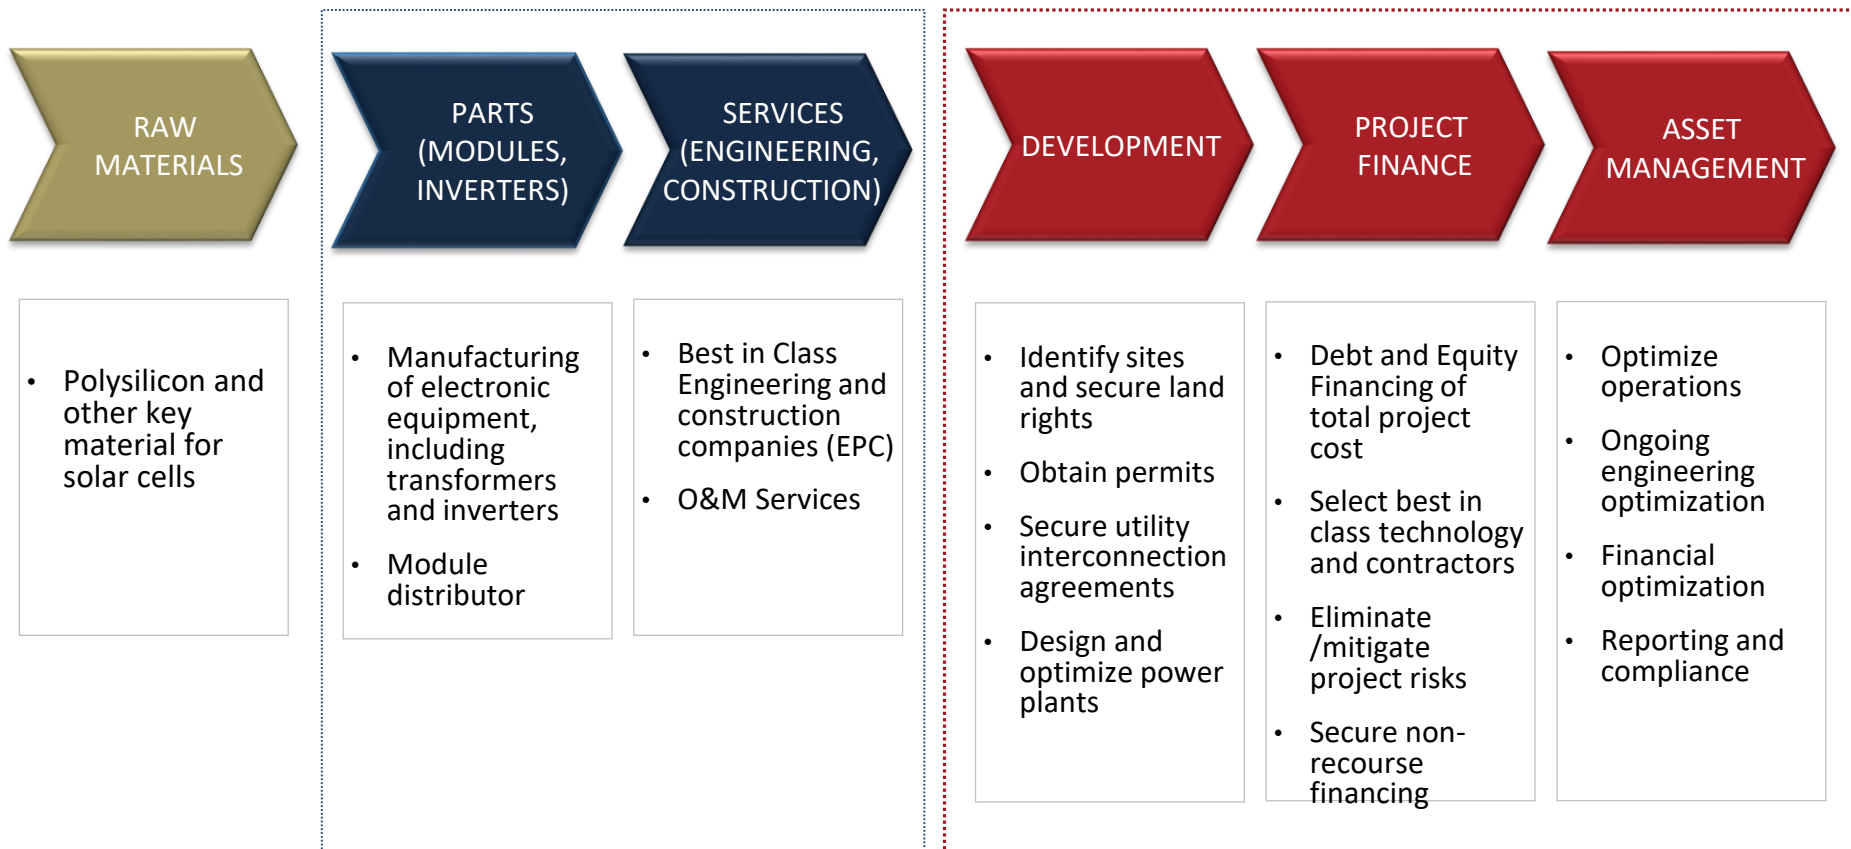 RAW
MATERIALS
PARTS
(MODULES,
INVERTERS)
SERVICES
(ENGINEERING,
CONSTRUCTION)
DEVELOPMENT
PROJECT
FINANCE
ASSET
MANAGEMENT
• Polysilicon and
other key
material for
solar cells
• Manufacturing
of electronic
equipment,
including
transformers
and inverters
• Module
distributor
• Best in Class
Engineering and
construction
companies (EPC)
• O&M Services
• Identify sites
and secure land
rights
• Obtain permits
• Secure utility
interconnection
agreements
• Design and
optimize power
plants
• Debt and Equity
Financing of
total project
cost
• Select best in
class technology
and contractors
• Eliminate
/mitigate
project risks
• Secure non-
recourse
financing
• Optimize
operations
• Ongoing
engineering
optimization
• Financial
optimization
• Reporting and
compliance